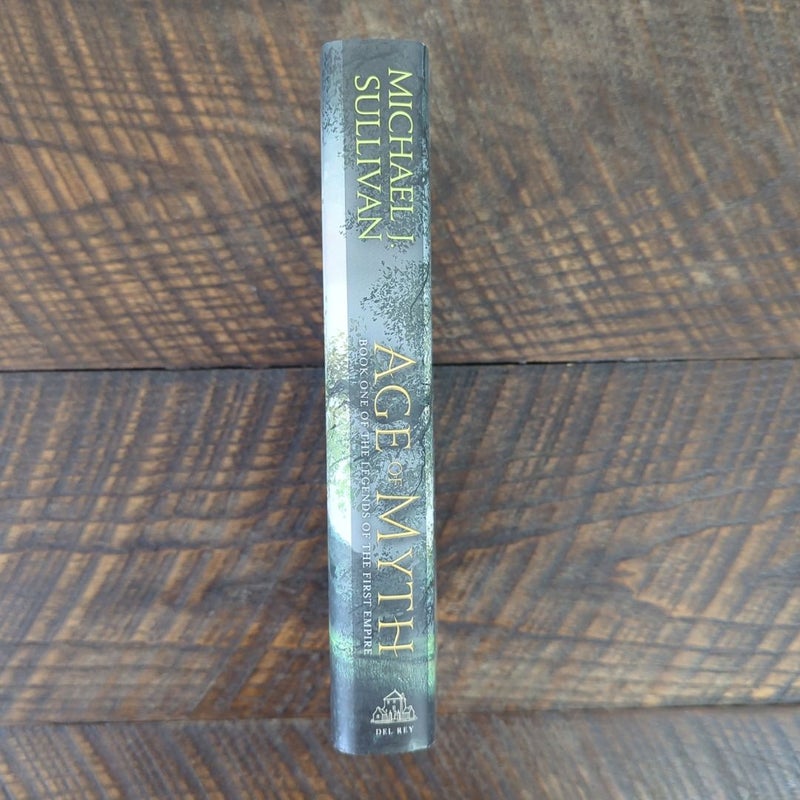 MICHAEL J.
SULLIVAN
AGE OF MYTH
BOOK ONE OF THE LEGENDS OF THE FIRST EMPIRE
DEL REY